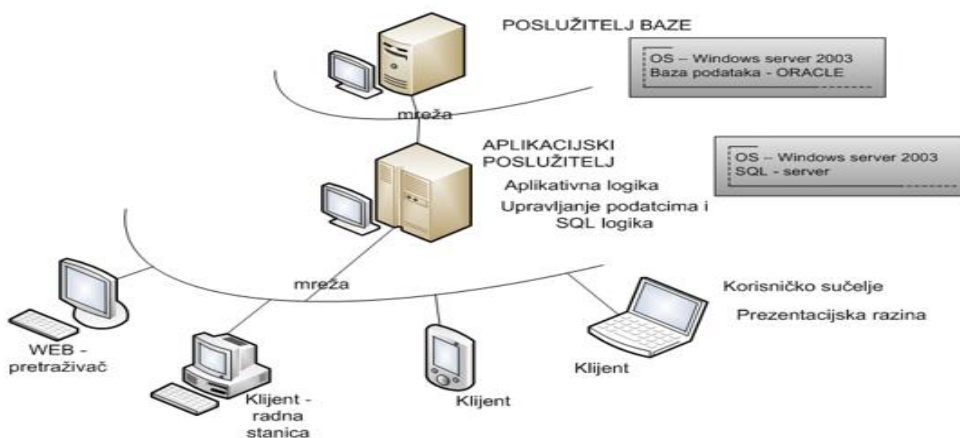 POSLUŽITELJ BAZE
OS – Windows server 2003
Baza podataka - ORACLE
mreža
APLIKACIJSKI
POSLUŽITELJ
Aplikativna logika
Upravljanje podatcima i
SQL logika
OS – Windows server 2003
SQL - server
mreža
Korisničko sučelje
Prezentacijska razina
WEB -
pretraživač
Klijent -
radna
stanica
Klijent
Klijent